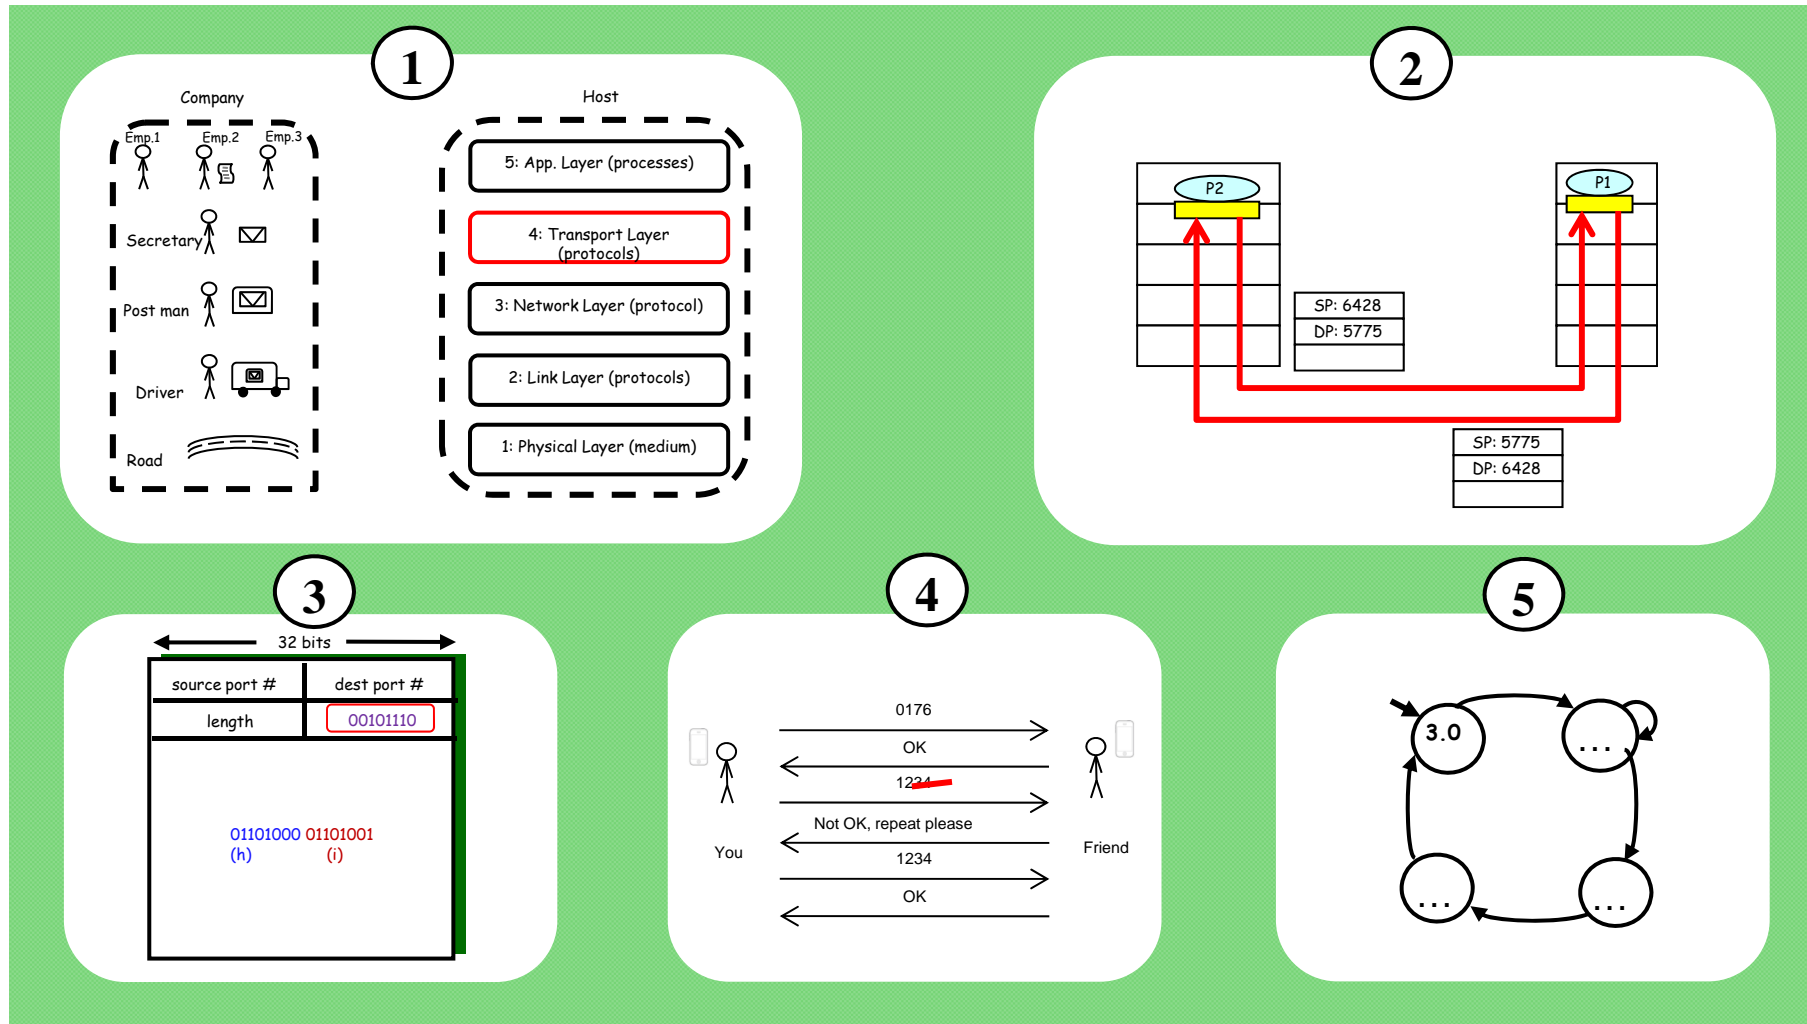 1
Company
Host
Emp.1
Emp.2
Emp.3
5: App. Layer (processes)
Secretary
4: Transport Layer
(protocols)
Post man
3: Network Layer (protocol)
Driver
2: Link Layer (protocols)
Road
1: Physical Layer (medium)
2
P2
P1
SP: 6428
DP: 5775
SP: 5775
DP: 6428
3
32 bits
source port #
dest port #
length
00101110
01101000 01101001
(h)
(i)
4
0176
OK
1234
Not OK, repeat please
1234
OK
You
Friend
5
3.0
...
...
...